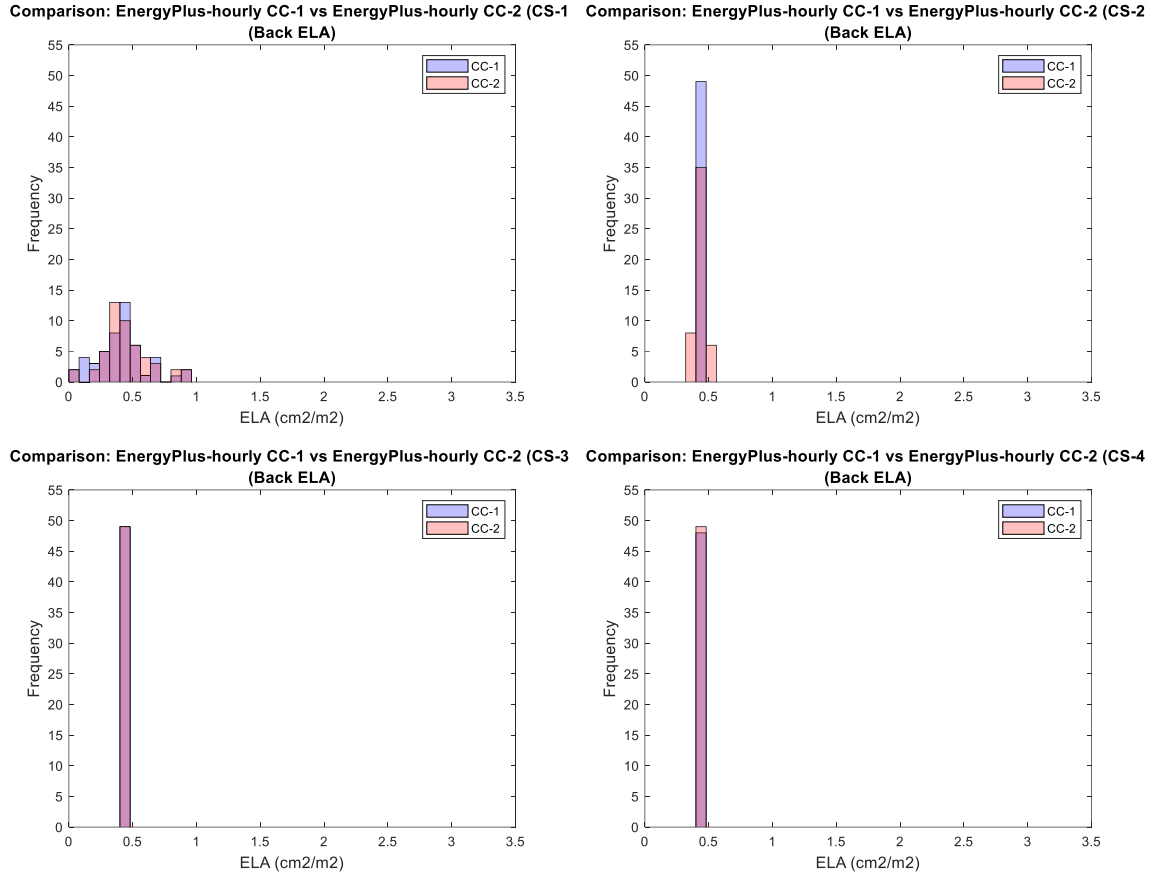 Comparison: EnergyPlus-hourly CC-1 vs EnergyPlus-hourly CC-2 (CS-1
(Back ELA)
55
50
45
40
35
30
25
20
15
10
5
0
Frequency
CC-1
CC-2
0 0.5 1 1.5 2 2.5 3 3.5
ELA (cm2/m2)
Comparison: EnergyPlus-hourly CC-1 vs EnergyPlus-hourly CC-2 (CS-2
(Back ELA)
55
50
45
40
35
30
25
20
15
10
5
0
Frequency
CC-1
CC-2
0 0.5 1 1.5 2 2.5 3 3.5
ELA (cm2/m2)
Comparison: EnergyPlus-hourly CC-1 vs EnergyPlus-hourly CC-2 (CS-3
(Back ELA)
55
50
45
40
35
30
25
20
15
10
5
0
Frequency
CC-1
CC-2
0 0.5 1 1.5 2 2.5 3 3.5
ELA (cm2/m2)
Comparison: EnergyPlus-hourly CC-1 vs EnergyPlus-hourly CC-2 (CS-4
(Back ELA)
55
50
45
40
35
30
25
20
15
10
5
0
Frequency
CC-1
CC-2
0 0.5 1 1.5 2 2.5 3 3.5
ELA (cm2/m2)